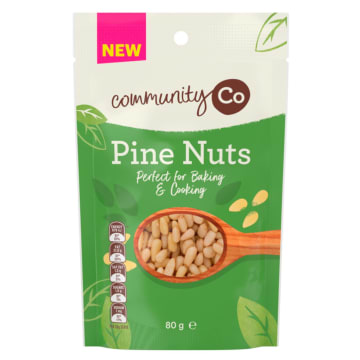 NEW
community Co
Pine Nuts
Perfect for Baking
& Cooking
80 g e